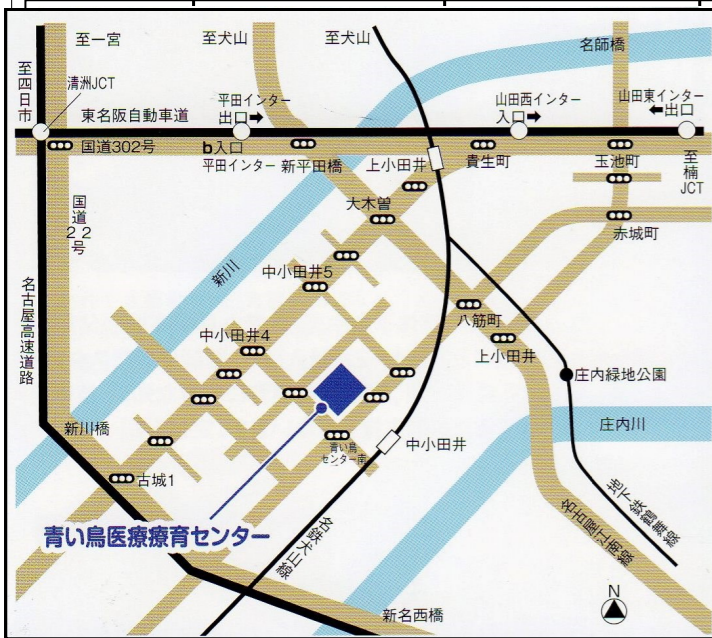 至一宮
至犬山
至犬山
名師橋
至四日市
清洲JCT
東名阪自動車道
平田インター
出口➡
山田西インター
入口➡
山田東インター
⬅出口
国道302号
b入口
平田インター
新平田橋
上小田井
貴生町
玉池町
至楠JCT
大木曽
赤城町
国道22号
新川
中小田井5
名古屋高速道路
中小田井4
八筋町
上小田井
庄内緑地公園
新川橋
青い鳥
センター南
中小田井
庄内川
古城1
青い鳥医療療育センター
名鉄犬山線
地下鉄鶴舞線
名古屋江南線
新名西橋
N